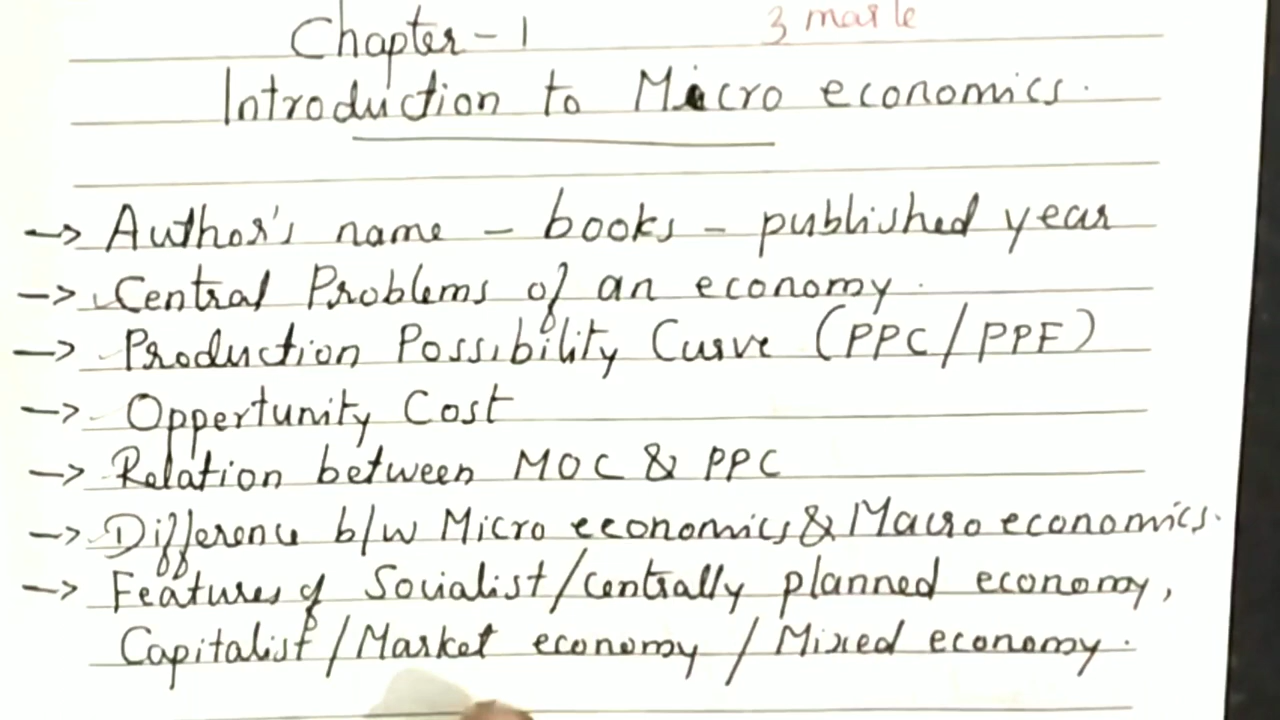 Chapter - 1
3 mark
Introduction to Micro economics.
-> Author's name - books - published year
-> Central Problems of an economy.
-> Production Possibility Curve (PPC/PPF)
-> Oppertunity Cost
-> Relation between MOC & PPC
-> Difference b/w Micro economics & Macro economics.
-> Features of Socialist/centrally planned economy,
Capitalist/Market economy / Mixed economy.